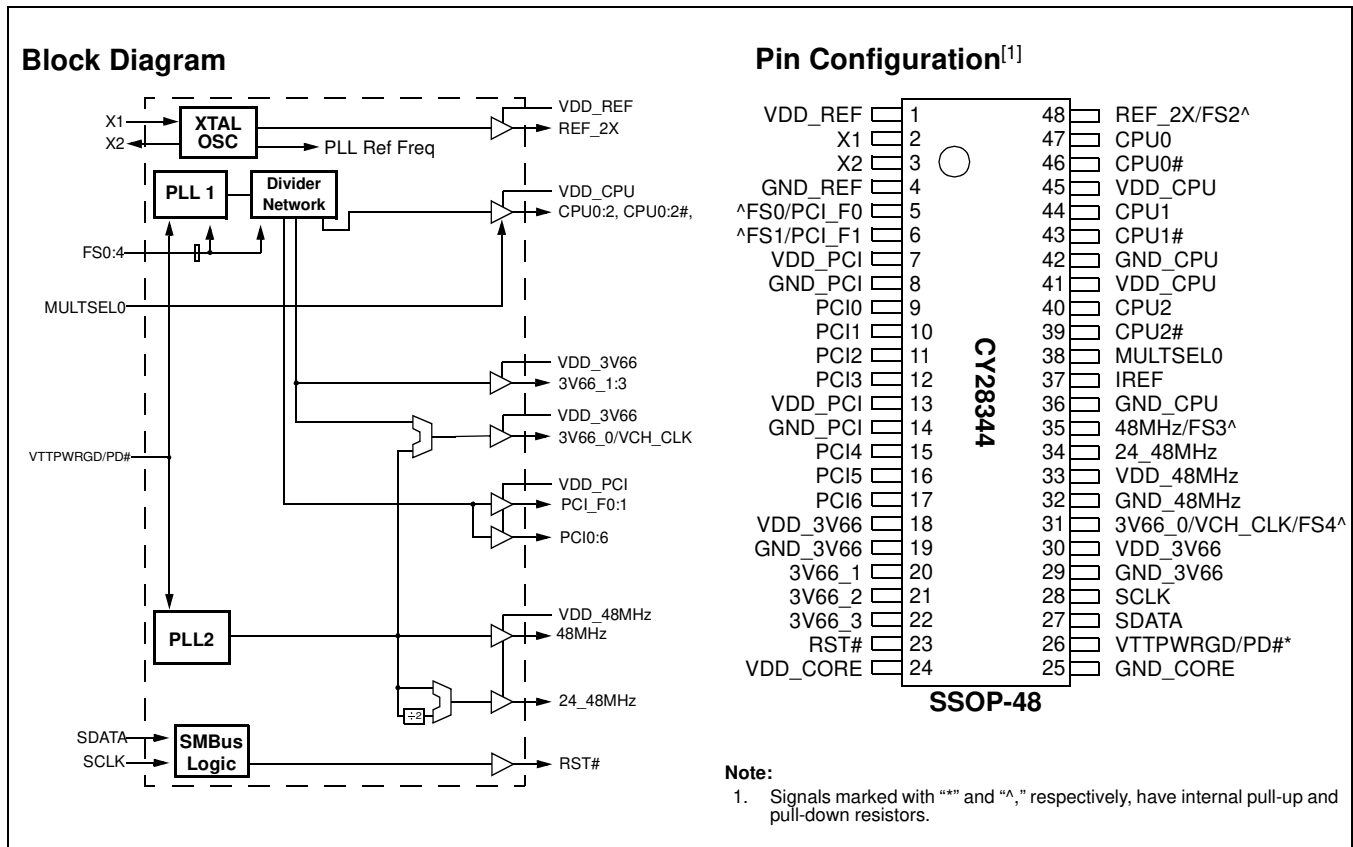 Block Diagram
X1
X2
XTAL
OSC
PLL Ref Freq
VDD_REF
REF_2X
PLL 1
Divider
Network
VDD_CPU
CPU0:2, CPU0:2#,
FS0:4
MULTSEL0
VDD_3V66
3V66_1:3
VDD_3V66
3V66_0/VCH_CLK
VTTPWRGD/PD#
VDD_PCI
PCI_F0:1
PCI0:6
PLL2
VDD_48MHz
48MHz
÷2
24_48MHz
SDATA
SCLK
SMBus
Logic
RST#
Pin Configuration[1]
VDD_REF 1 48 REF_2X/FS2^
X1 2 47 CPU0
X2 3 46 CPU0#
GND_REF 4 45 VDD_CPU
^FS0/PCI_F0 5 44 CPU1
^FS1/PCI_F1 6 43 CPU1#
VDD_PCI 7 42 GND_CPU
GND_PCI 8 41 VDD_CPU
PCI0 9 40 CPU2
PCI1 10 39 CPU2#
PCI2 11 38 MULTSEL0
PCI3 12 37 IREF
VDD_PCI 13 36 GND_CPU
GND_PCI 14 35 48MHz/FS3^
PCI4 15 34 24_48MHz
PCI5 16 33 VDD_48MHz
PCI6 17 32 GND_48MHz
VDD_3V66 18 31 3V66_0/VCH_CLK/FS4^
GND_3V66 19 30 VDD_3V66
3V66_1 20 29 GND_3V66
3V66_2 21 28 SCLK
3V66_3 22 27 SDATA
RST# 23 26 VTTPWRGD/PD#*
VDD_CORE 24 25 GND_CORE
CY28344
SSOP-48
Note:
1. Signals marked with “*” and “^,” respectively, have internal pull-up and
pull-down resistors.